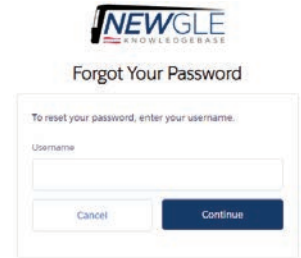 NEWGLE
KNOWLEDGEBASE
Forgot Your Password
To reset your password, enter your username.
Username
Cancel
Continue